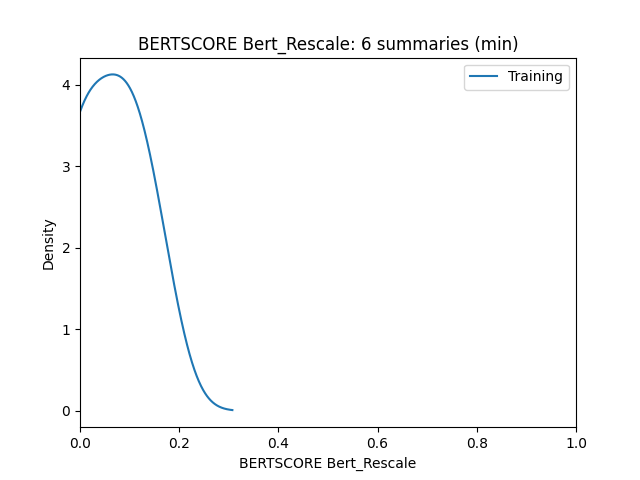 BERTSCORE Bert_Rescale: 6 summaries (min)
Training
Density
4
3
2
1
0
0.0 0.2 0.4 0.6 0.8 1.0
BERTSCORE Bert_Rescale